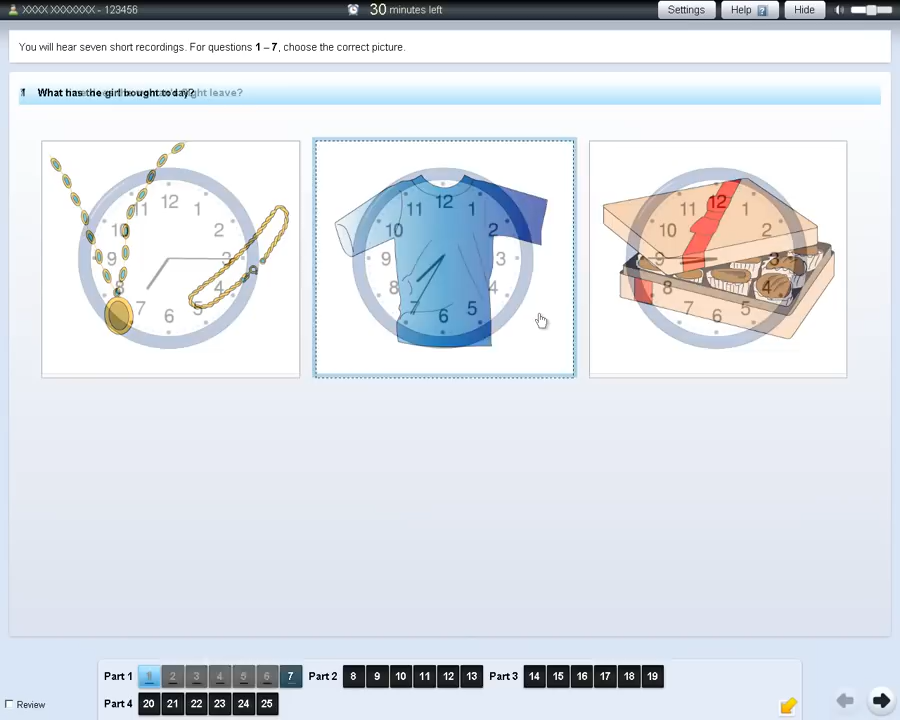 XXXX XXXXXXX - 123456
30 minutes left
Settings
Help ?
Hide
You will hear seven short recordings. For questions 1 – 7, choose the correct picture.
What has the girl bought today?
ght leave?
12
11 1
10 2
9 3
8 4
7 6 5
12
11 1
10 2
9 3
8 4
7 6 5
12
11 1
10 2
9 3
8 4
7 6 5
Part 1 1 2 3 4 5 6 7 Part 2 8 9 10 11 12 13 Part 3 14 15 16 17 18 19
Part 4 20 21 22 23 24 25
Review